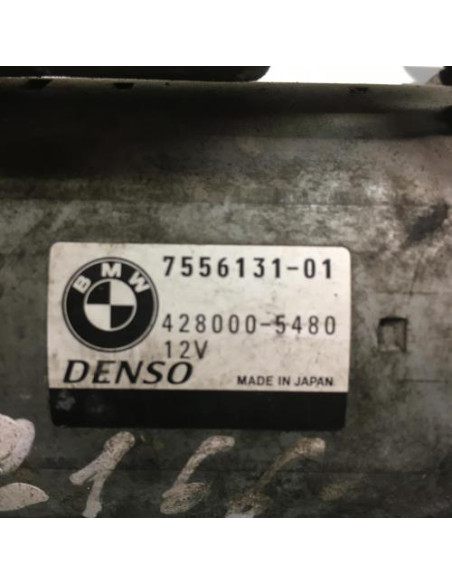 BMW
7556131-01
428000-5480
12V
DENSO
MADE IN JAPAN